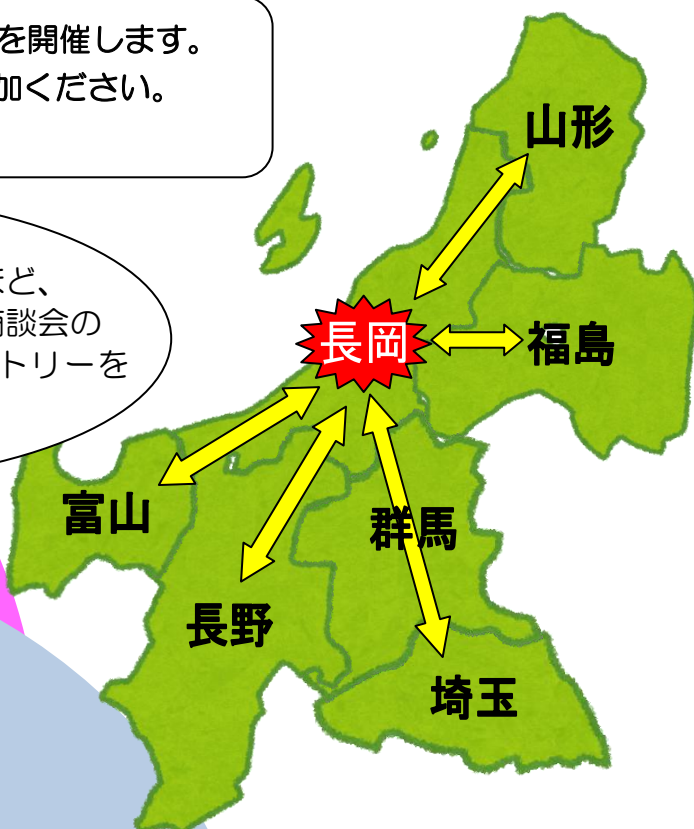 を開催します。
加ください。
まど、
商談会の
トリーを
山形
長岡
福島
富山
群馬
長野
埼玉